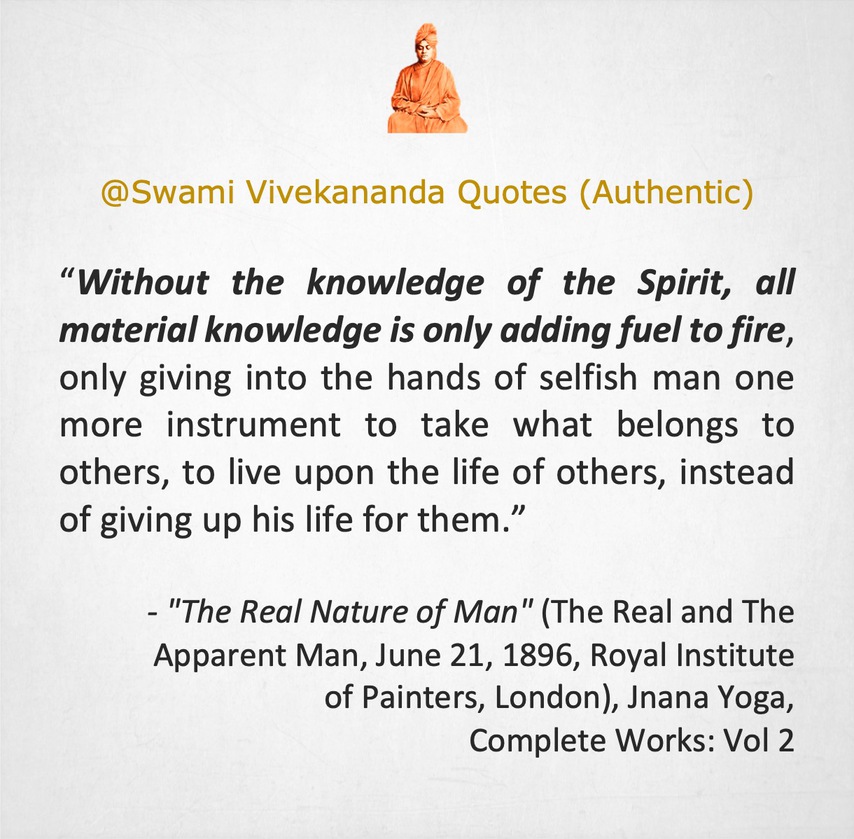 @Swami Vivekananda Quotes (Authentic)
“Without the knowledge of the Spirit, all
material knowledge is only adding fuel to fire,
only giving into the hands of selfish man one
more instrument to take what belongs to
others, to live upon the life of others, instead
of giving up his life for them.”
- "The Real Nature of Man" (The Real and The
Apparent Man, June 21, 1896, Royal Institute
of Painters, London), Jnana Yoga,
Complete Works: Vol 2